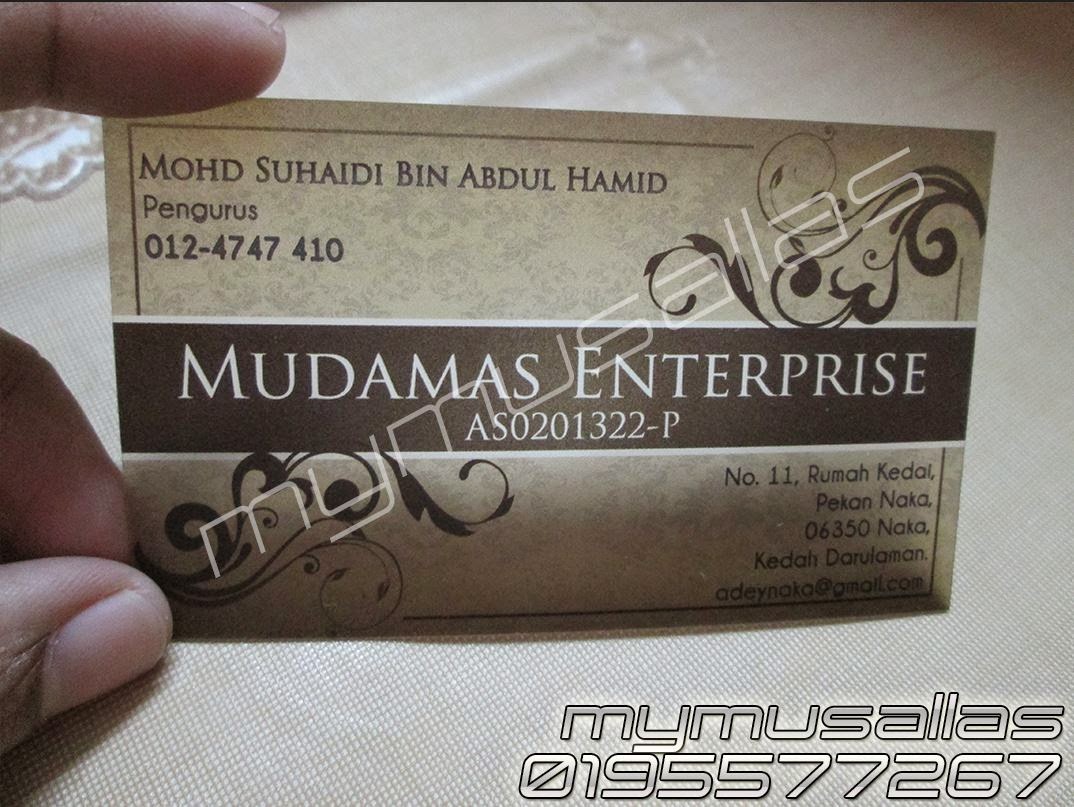 Mohd Suhaidi Bin Abdul Hamid
Pengurus
012-4747 410
Mudamas Enterprise
AS0201322-P
No. 11, Rumah Kedai,
Pekan Naka,
06350 Naka,
Kedah Darulaman.
adeynaka@gmail.com
mymusallas
mymusallas
0195577267